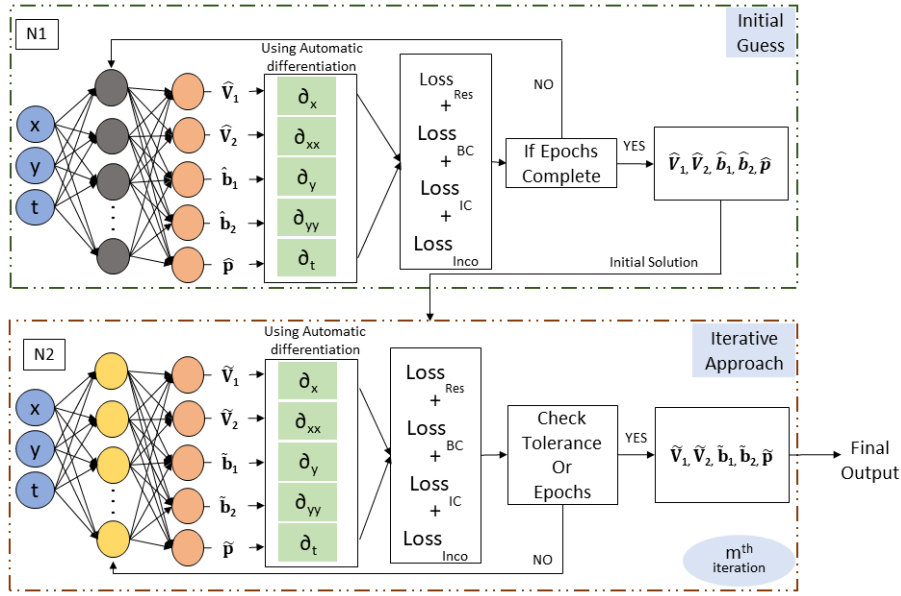 N1
Initial
Guess
Using Automatic
differentiation
x
y
t
V̂₁
V̂₂
b̂₁
b̂₂
p̂
∂ₓ
∂ₓₓ
∂y
∂yy
∂t
Loss Res
+
Loss BC
+
Loss IC
+
Loss Inco
NO
If Epochs
Complete
YES
V̂₁, V̂₂, b̂₁, b̂₂, p̂
Initial Solution
N2
Iterative
Approach
Using Automatic
differentiation
x
y
t
Ṽ₁
Ṽ₂
b̃₁
b̃₂
p̃
∂ₓ
∂ₓₓ
∂y
∂yy
∂t
Loss Res
+
Loss BC
+
Loss IC
+
Loss Inco
Check
Tolerance
Or
Epochs
YES
NO
Ṽ₁, Ṽ₂, b̃₁, b̃₂, p̃
Final
Output
mth
iteration